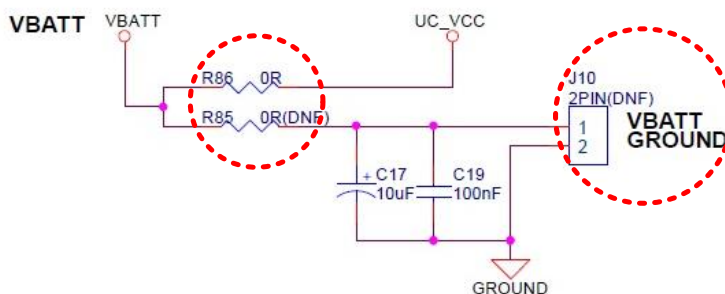 VBATT VBATT UC_VCC
R86 0R
R85 0R(DNF)
J10
2PIN(DNF)
1 VBATT
2 GROUND
C17
10uF
C19
100nF
GROUND